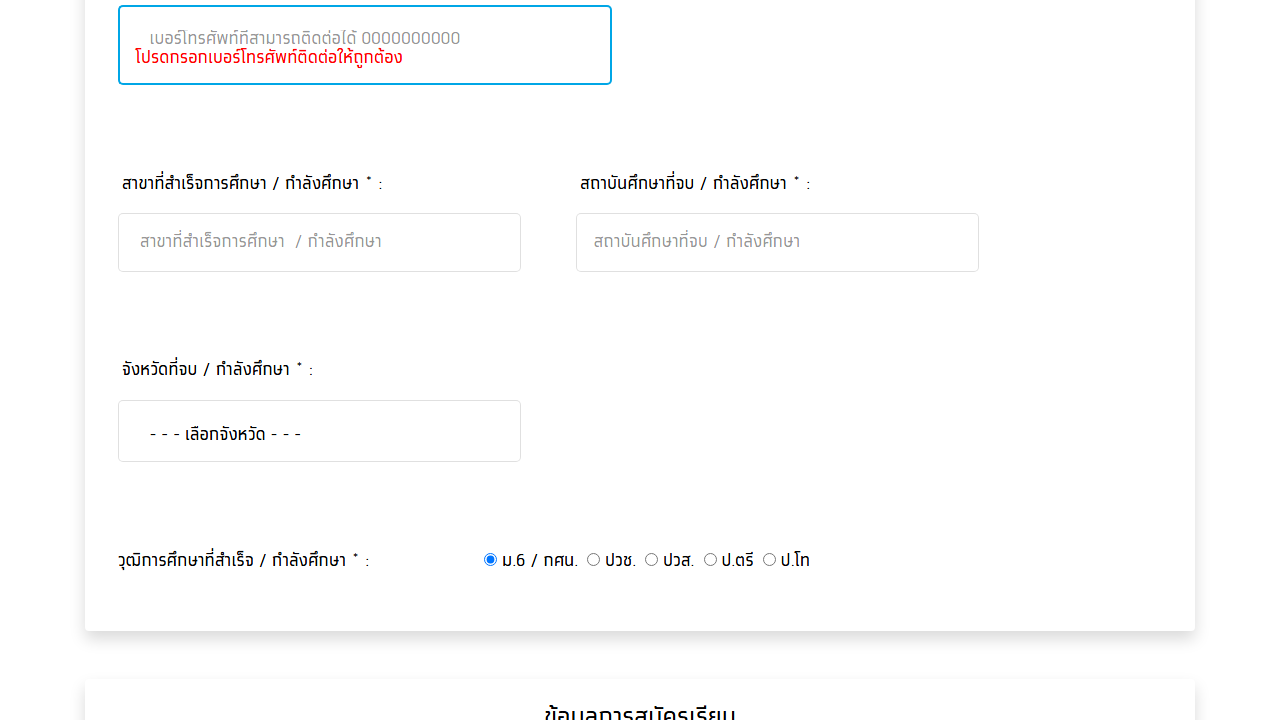 เบอร์โทรศัพท์ที่สามารถติดต่อได้ 0000000000
โปรดกรอกเบอร์โทรศัพท์ติดต่อให้ถูกต้อง
สาขาที่สำเร็จการศึกษา / กำลังศึกษา * :
สถาบันศึกษาที่จบ / กำลังศึกษา * :
สาขาที่สำเร็จการศึกษา / กำลังศึกษา
สถาบันศึกษาที่จบ / กำลังศึกษา
จังหวัดที่จบ / กำลังศึกษา * :
- - - เลือกจังหวัด - - -
วุฒิการศึกษาที่สำเร็จ / กำลังศึกษา * :
ม.6 / กศน. ปวช. ปวส. ป.ตรี ป.โท
ข้อมูลการสมัครเรียน